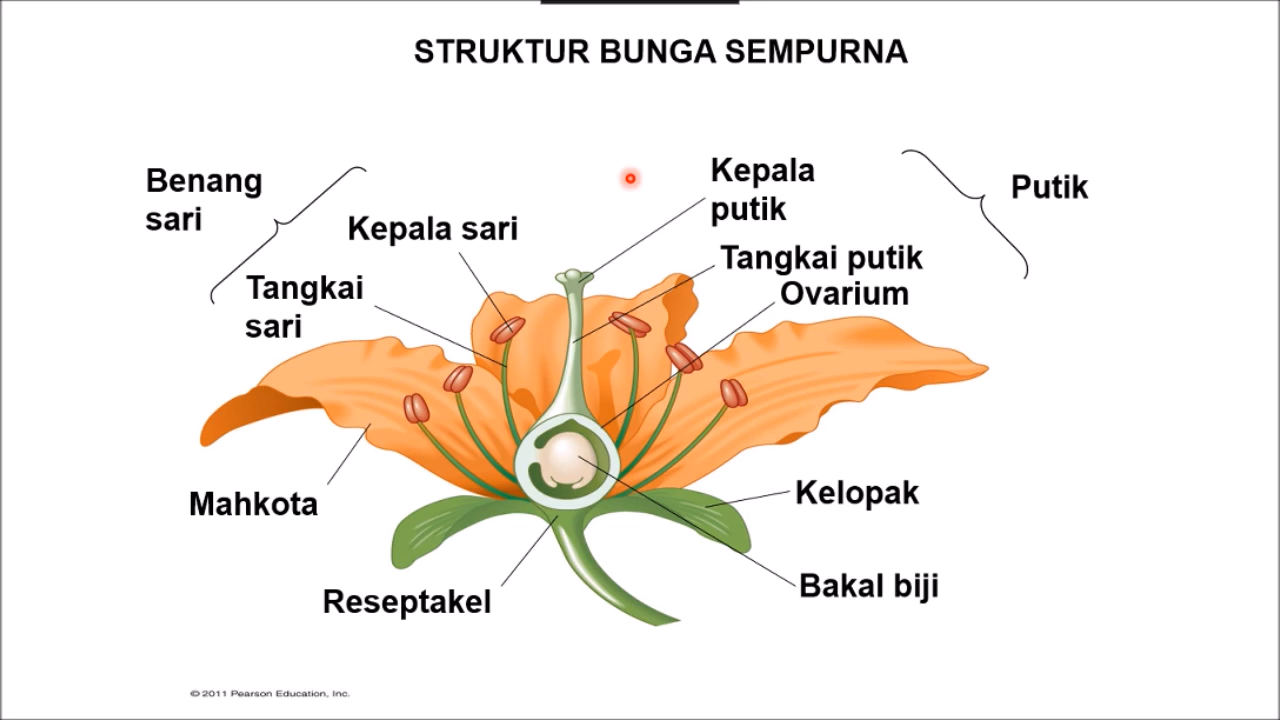 STRUKTUR BUNGA SEMPURNA
Benang
sari
Kepala sari
Tangkai
sari
Kepala
putik
Putik
Tangkai putik
Ovarium
Mahkota
Kelopak
Reseptakel
Bakal biji
© 2011 Pearson Education, Inc.